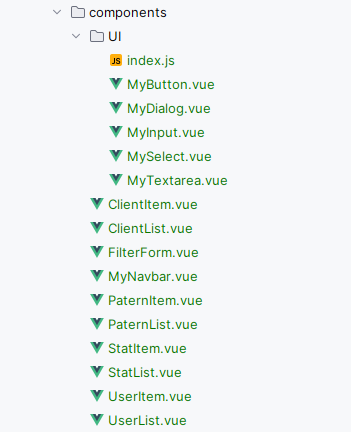 components
UI
JS index.js
MyButton.vue
MyDialog.vue
MyInput.vue
MySelect.vue
MyTextarea.vue
ClientItem.vue
ClientList.vue
FilterForm.vue
MyNavbar.vue
PaternItem.vue
PaternList.vue
StatItem.vue
StatList.vue
UserItem.vue
UserList.vue